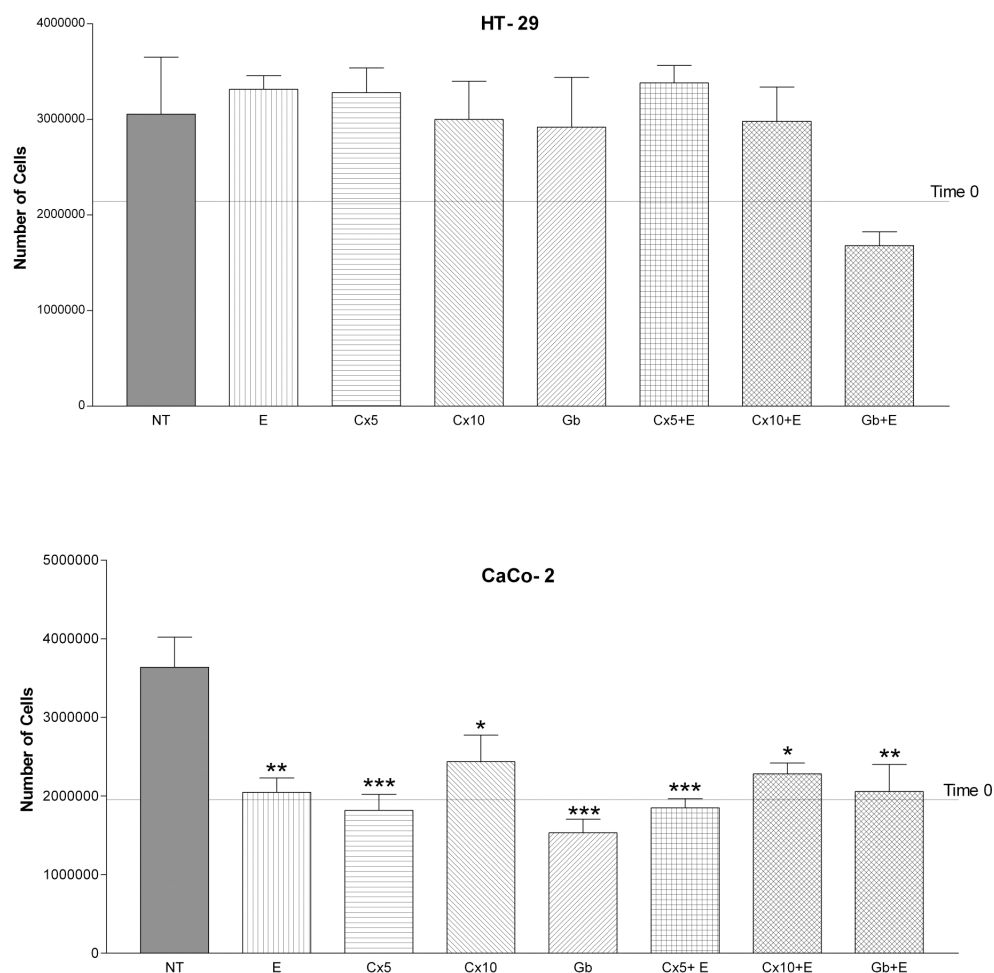 HT-29
Number of Cells
4000000
3000000
2000000
1000000
0
Time 0
NT E Cx5 Cx10 Gb Cx5+E Cx10+E Gb+E
CaCo-2
Number of Cells
5000000
4000000
3000000
2000000
1000000
0
** *** * *** *** * **
Time 0
NT E Cx5 Cx10 Gb Cx5+ E Cx10+E Gb+E